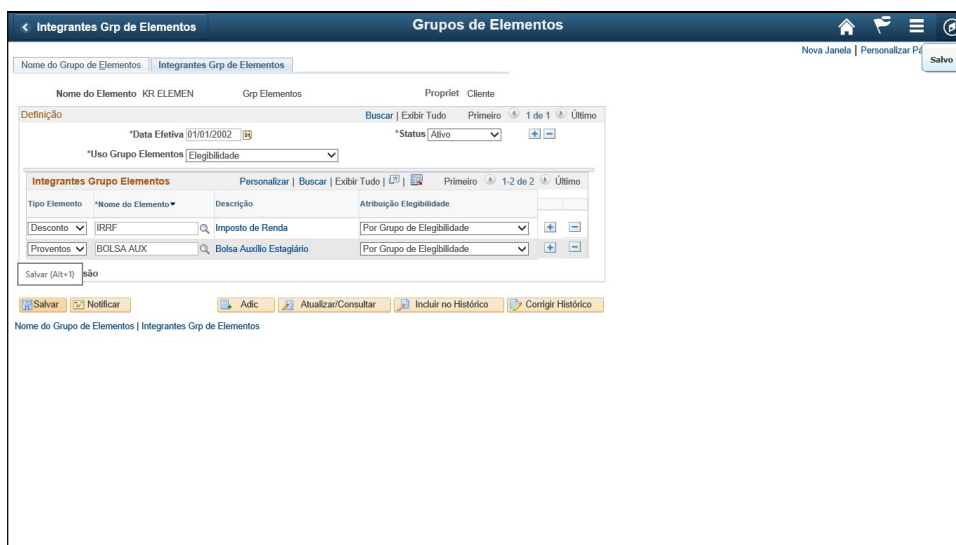 Integrantes Grp de Elementos
Grupos de Elementos
Nova Janela | Personalizar
Salvo
Nome do Grupo de Elementos
Integrantes Grp de Elementos
Nome do Elemento KR ELEMEN Grp Elementos Propriet Cliente
Definição Buscar | Exibir Tudo Primeiro 1 de 1 Último
*Data Efetiva 01/01/2002 *Status Ativo
*Uso Grupo Elementos Elegibilidade
Integrantes Grupo Elementos Personalizar | Buscar | Exibir Tudo | | Primeiro 1-2 de 2 Último
Tipo Elemento *Nome do Elemento Descrição Atribuição Elegibilidade
Desconto IRRF Imposto de Renda Por Grupo de Elegibilidade
Proventos BOLSA AUX Bolsa Auxílio Estagiário Por Grupo de Elegibilidade
Salvar (Alt+1) são
Salvar Notificar Adic Atualizar/Consultar Incluir no Histórico Corrigir Histórico
Nome do Grupo de Elementos | Integrantes Grp de Elementos